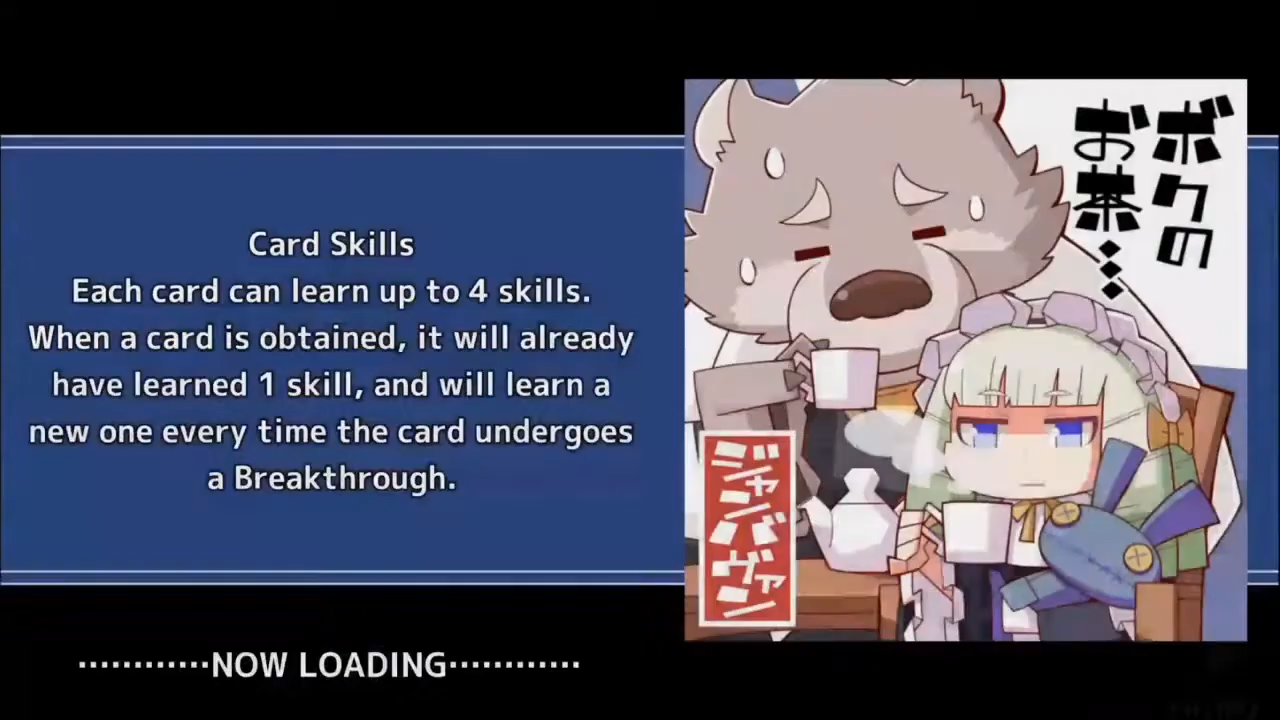 Card Skills
Each card can learn up to 4 skills.
When a card is obtained, it will already
have learned 1 skill, and will learn a
new one every time the card undergoes
a Breakthrough.
ボクの
お茶…
ジャンバヴァン
············NOW LOADING············